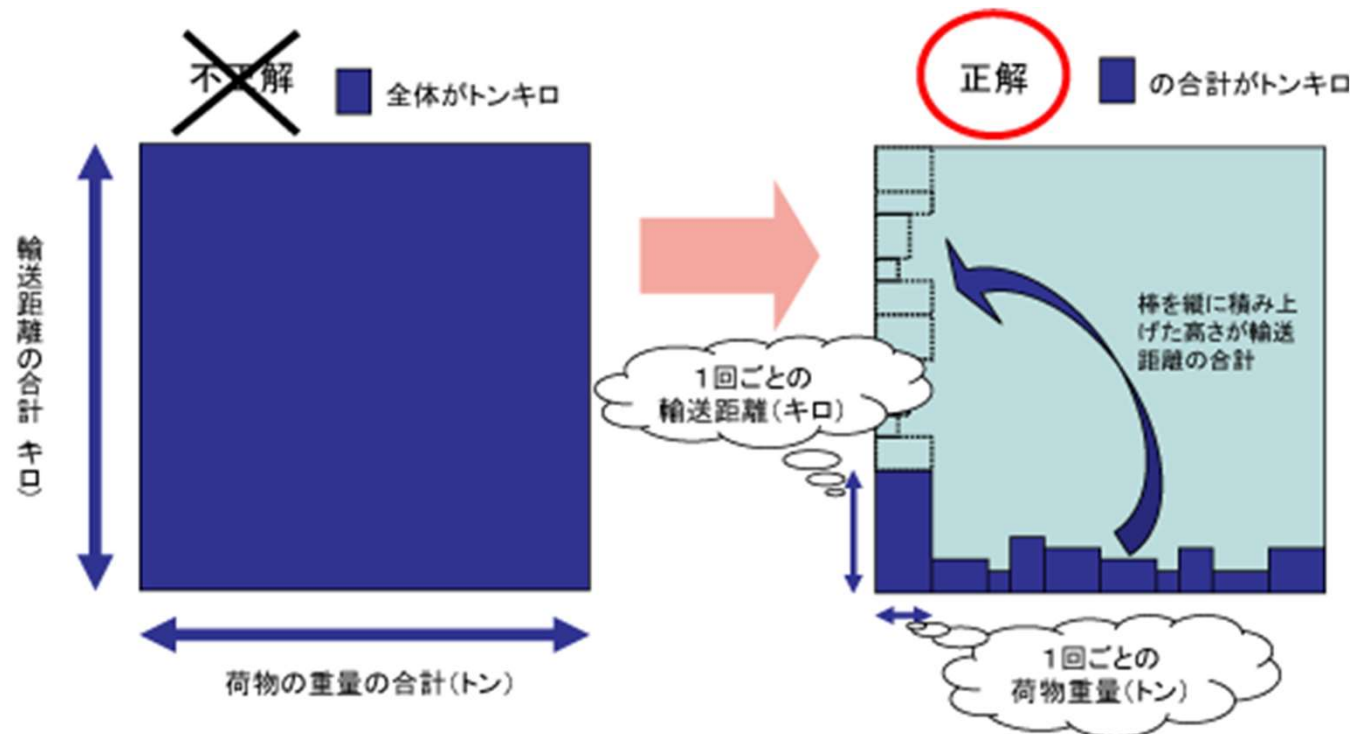 不正解
全体がトンキロ
輸送距離の合計 キロ)
荷物の重量の合計(トン)
正解
の合計がトンキロ
棒を縦に積み上
げた高さが輸送
距離の合計
1回ごとの
輸送距離(キロ)
1回ごとの
荷物重量(トン)